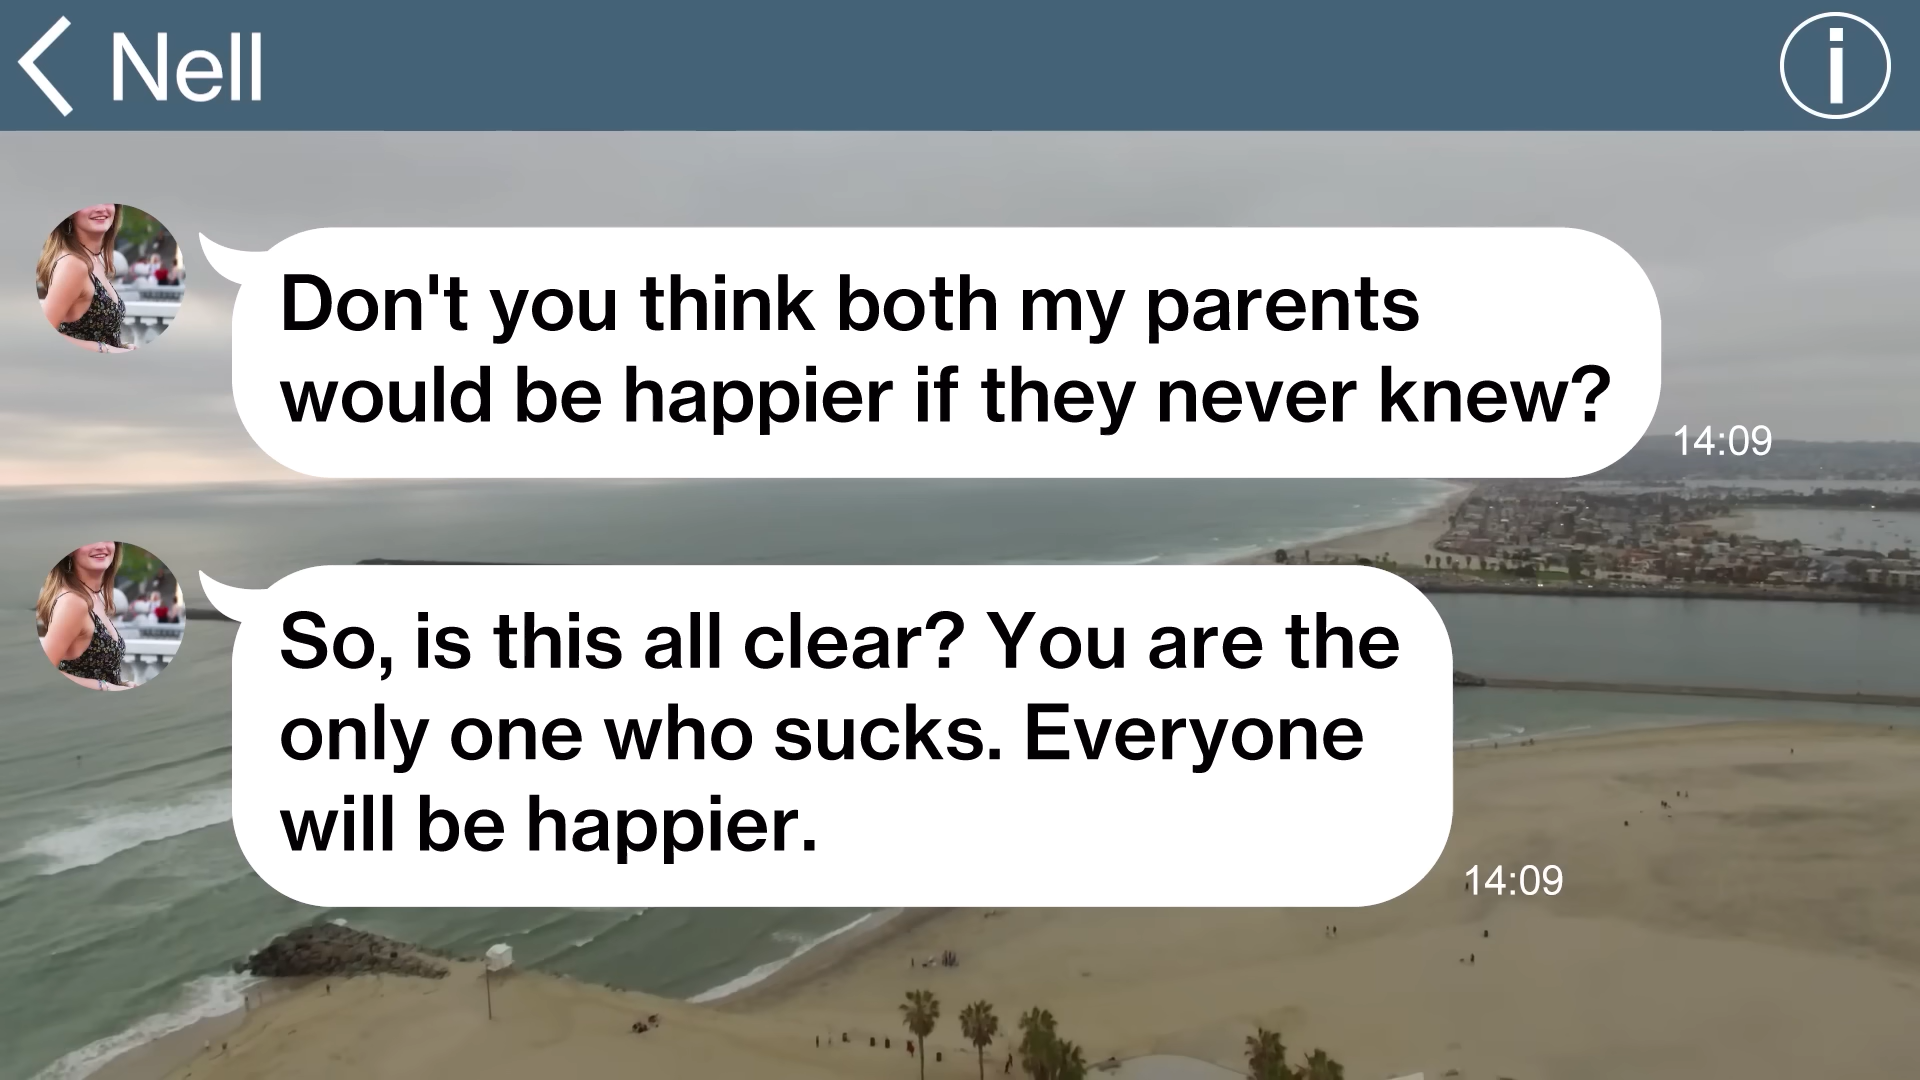 Nell
i
Don't you think both my parents
would be happier if they never knew?
14:09
So, is this all clear? You are the
only one who sucks. Everyone
will be happier.
14:09